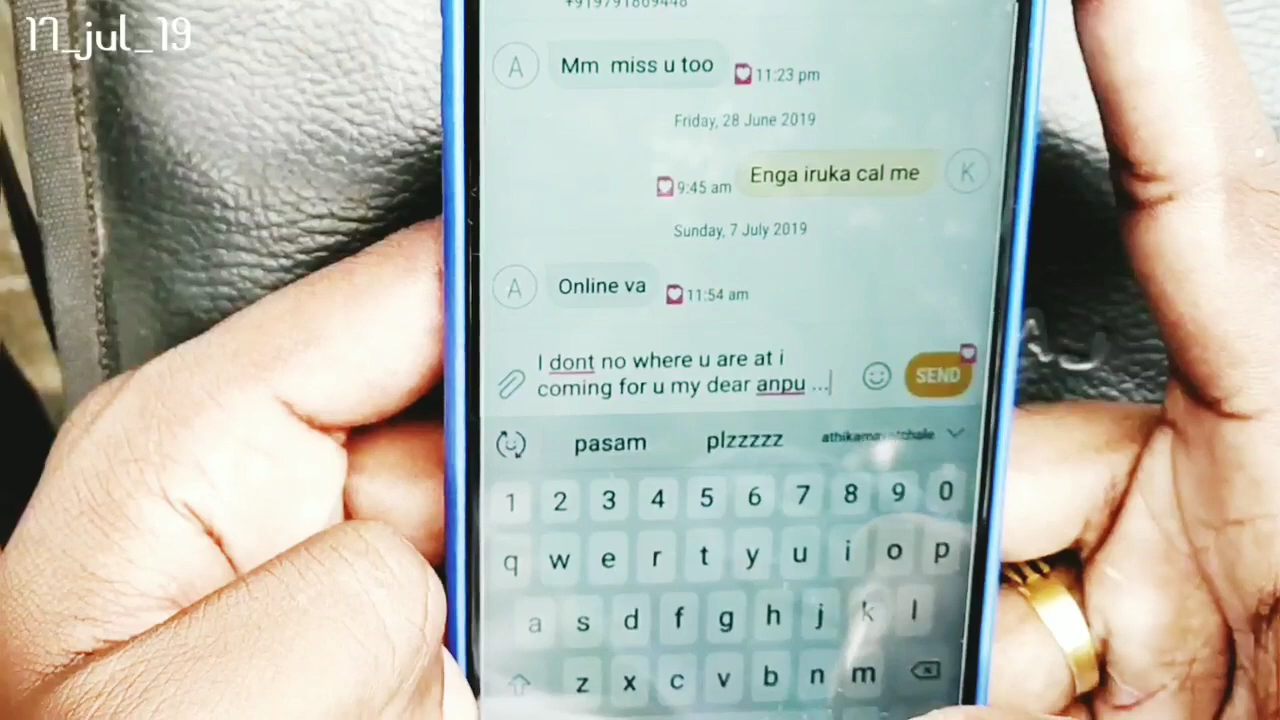 17_jul_19
+919791869448
A
Mm miss u too
11:23 pm
Friday, 28 June 2019
9:45 am
Enga iruka cal me
K
Sunday, 7 July 2019
A
Online va
11:54 am
I dont no where u are at i
coming for u my dear anpu ...
SEND
pasam plzzzzz
1 2 3 4 5 6 7 8 9 0
q w e r t y u i o p
a s d f g h j k l
z x c v b n m